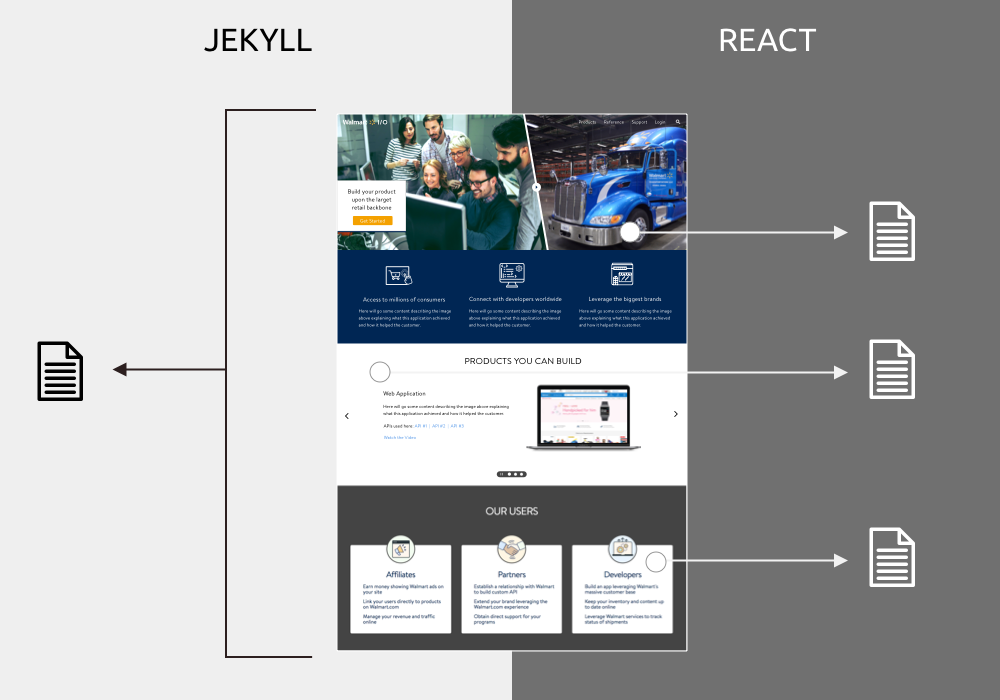 JEKYLL
REACT
Walmart I/O
Products Reference Support Login
Walmart
Build your product
upon the larget
retail backbone
Get Started
Access to millions of consumers
Here will go some content describing the image
above explaining what this application achieved
and how it helped the customer.
Connect with developers worldwide
Here will go some content describing the image
above explaining what this application achieved
and how it helped the customer.
Leverage the biggest brands
Here will go some content describing the image
above explaining what this application achieved
and how it helped the customer.
PRODUCTS YOU CAN BUILD
Web Application
Here will go some content describing the image above explaining
what this application achieved and how it helped the customer.
APIs used here: API #1 | API #2 | API #3
Watch the Video
OUR USERS
Affiliates
Earn money showing Walmart ads on
your site
Link your users directly to products
on Walmart.com
Manage your revenue and traffic
online
Partners
Establish a relationship with Walmart
to build custom API
Extend your brand leveraging the
Walmart.com experience
Obtain direct support for your
programs
Developers
Build an app leveraging Walmart's
massive customer base
Keep your inventory and content up
to date online
Leverage Walmart services to track
status of shipments